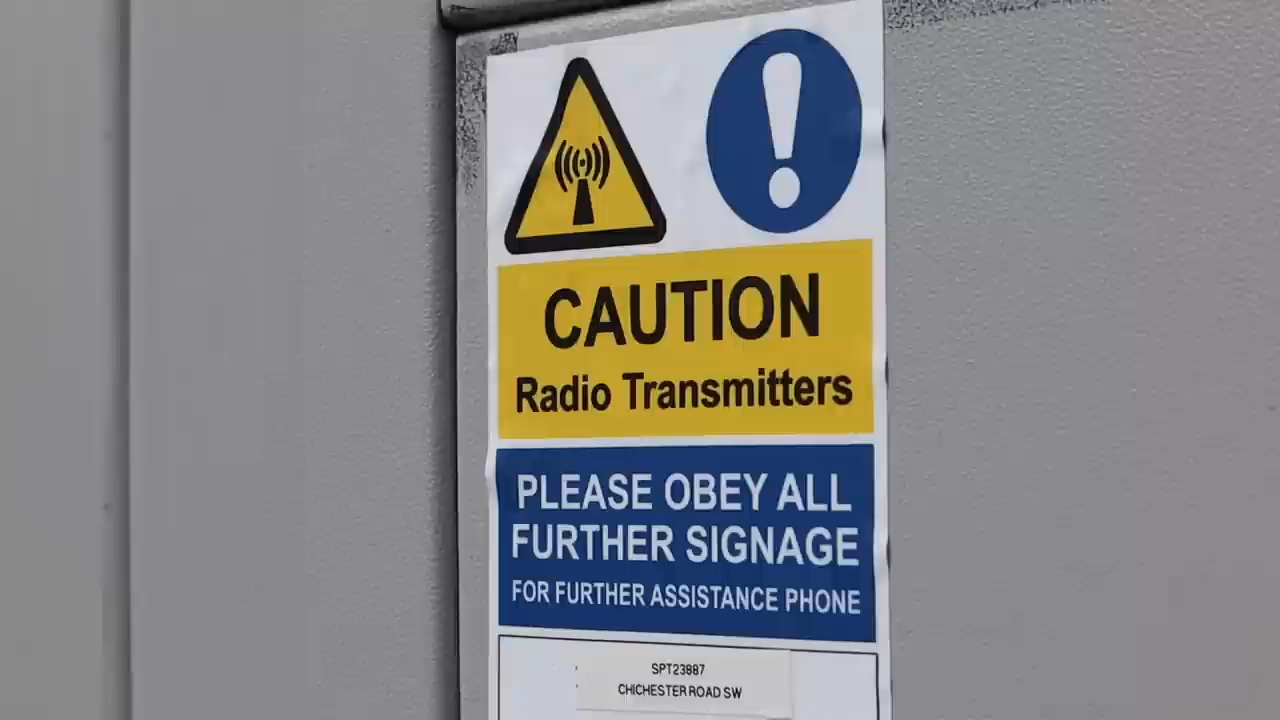 CAUTION
Radio Transmitters
PLEASE OBEY ALL
FURTHER SIGNAGE
FOR FURTHER ASSISTANCE PHONE
SPT23887
CHICHESTER ROAD SW